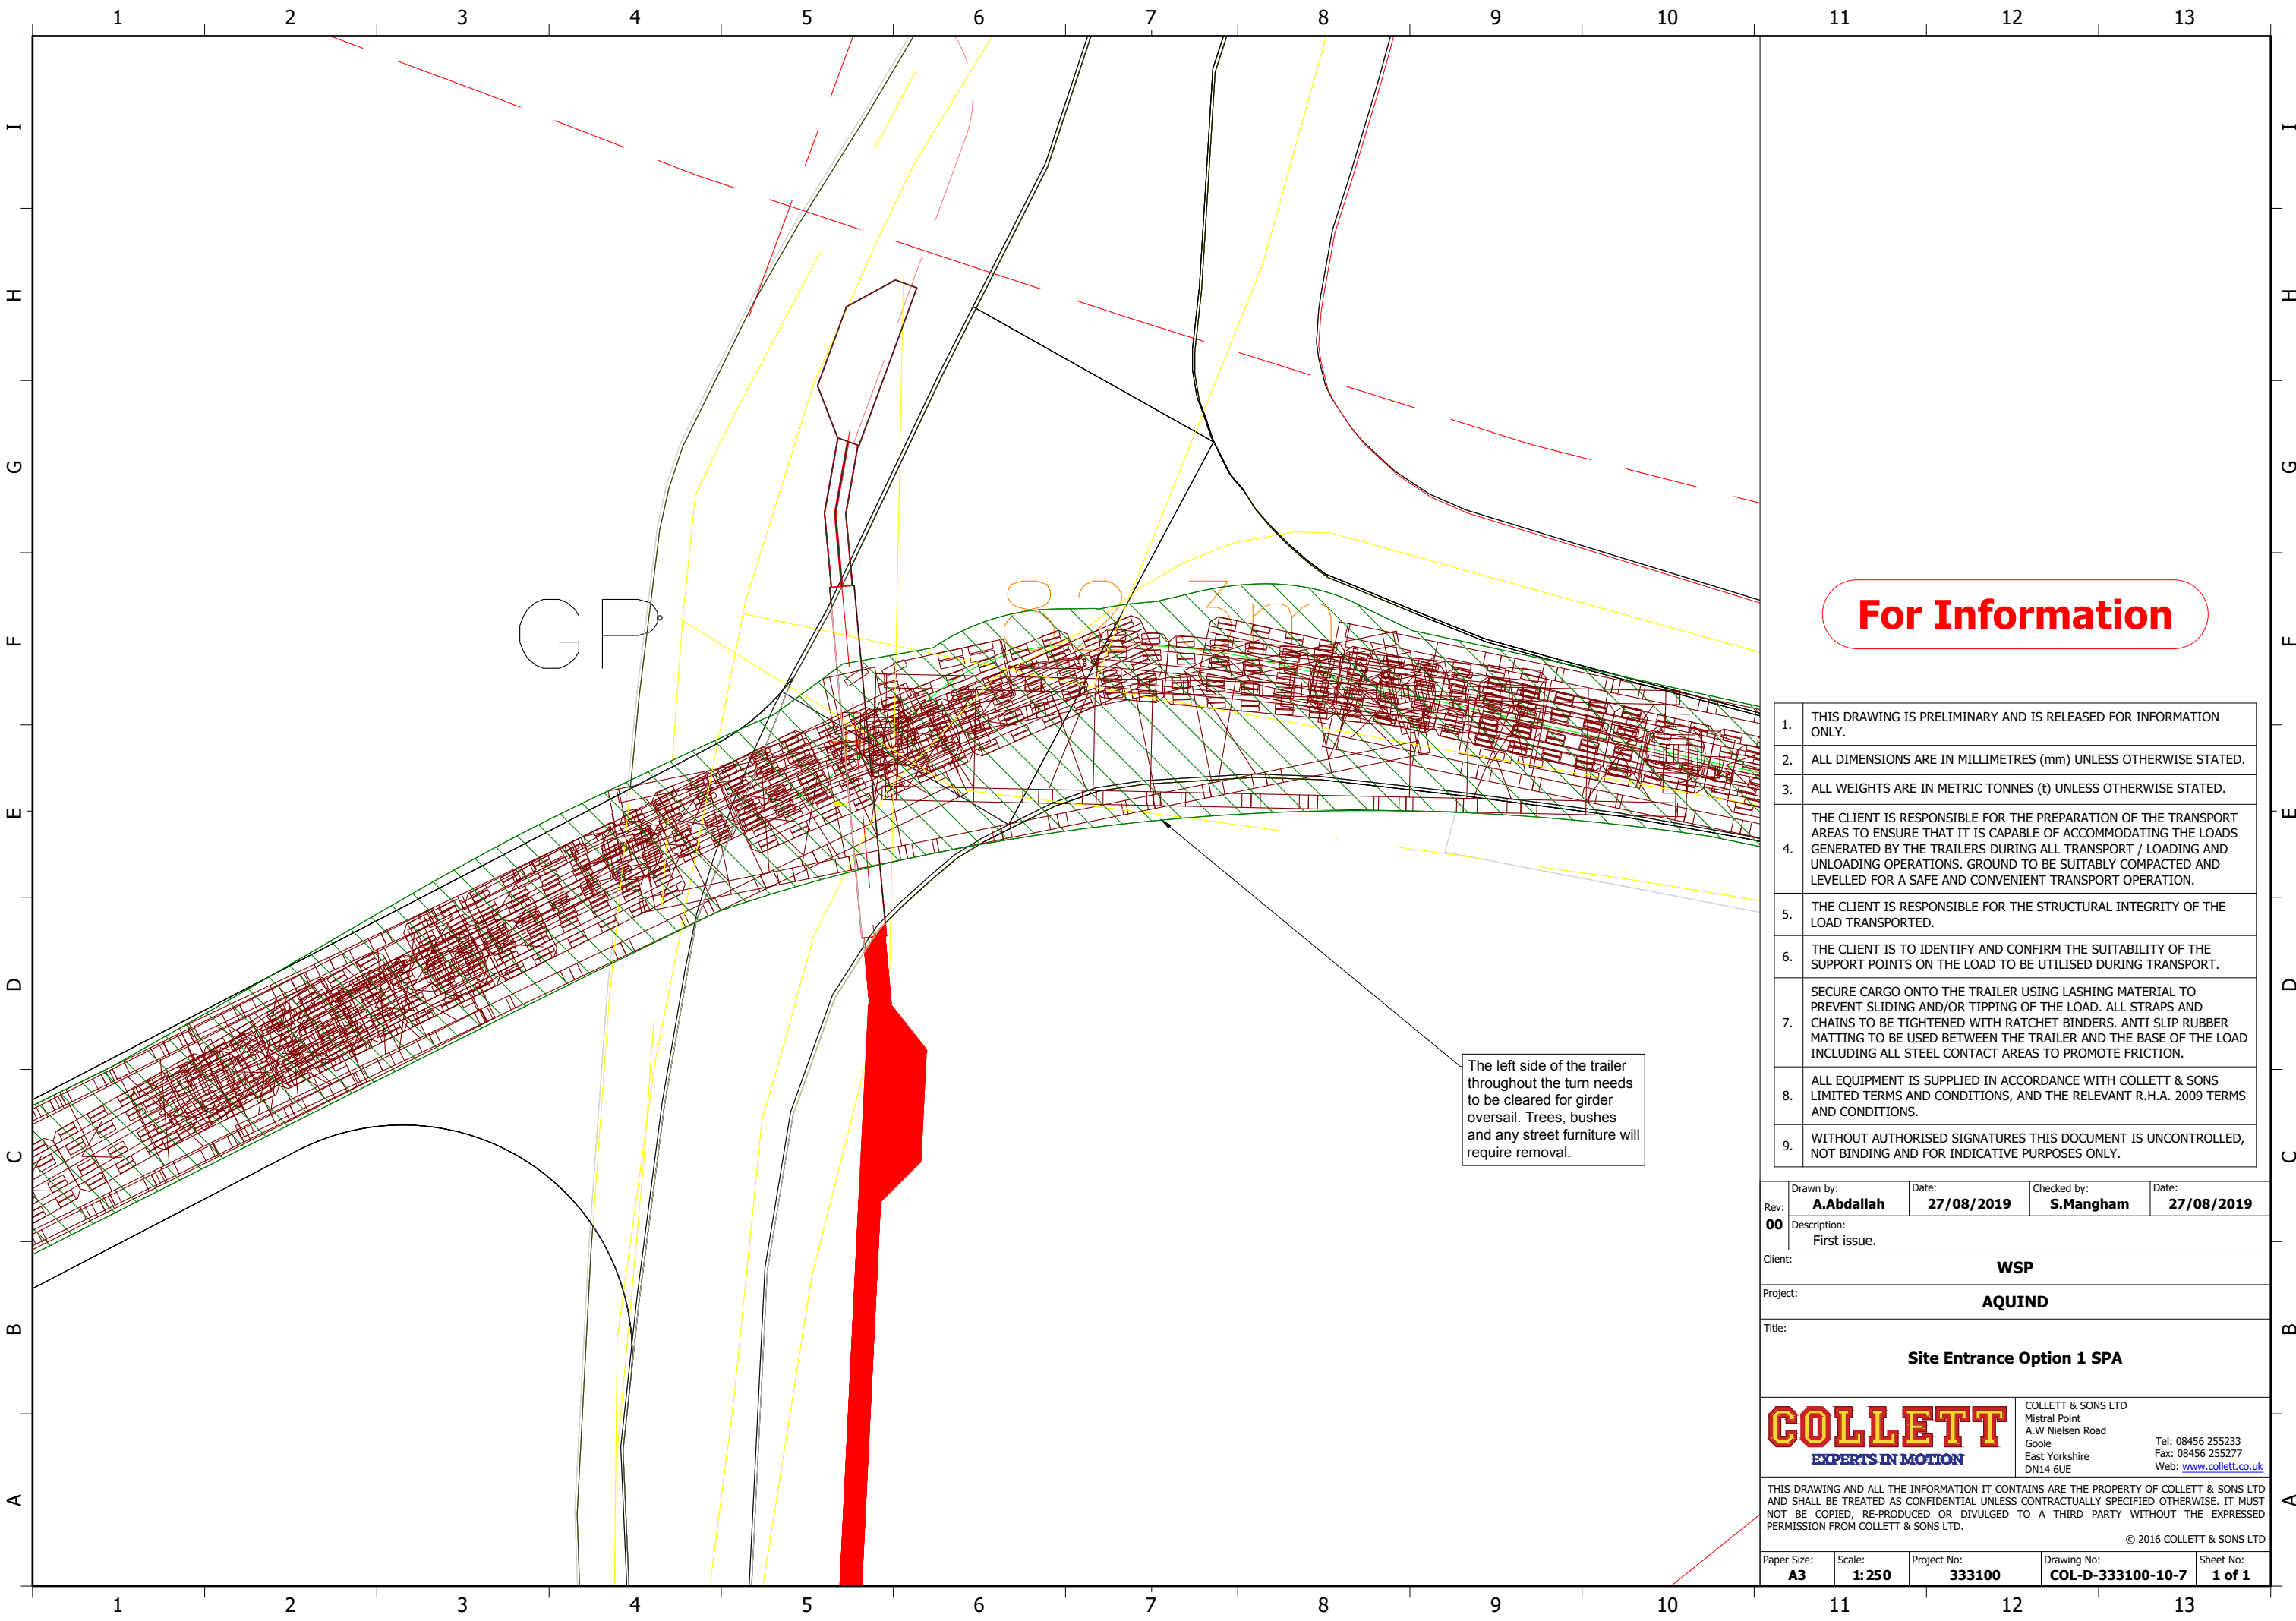 1 2 3 4 5 6 7 8 9 10 11 12 13
I I
H H
G G
F F
E E
D D
C C
B B
A A
GP
The left side of the trailer
throughout the turn needs
to be cleared for girder
oversail. Trees, bushes
and any street furniture will
require removal.
For Information
1. THIS DRAWING IS PRELIMINARY AND IS RELEASED FOR INFORMATION
ONLY.
2. ALL DIMENSIONS ARE IN MILLIMETRES (mm) UNLESS OTHERWISE STATED.
3. ALL WEIGHTS ARE IN METRIC TONNES (t) UNLESS OTHERWISE STATED.
4. THE CLIENT IS RESPONSIBLE FOR THE PREPARATION OF THE TRANSPORT
AREAS TO ENSURE THAT IT IS CAPABLE OF ACCOMMODATING THE LOADS
GENERATED BY THE TRAILERS DURING ALL TRANSPORT / LOADING AND
UNLOADING OPERATIONS. GROUND TO BE SUITABLY COMPACTED AND
LEVELLED FOR A SAFE AND CONVENIENT TRANSPORT OPERATION.
5. THE CLIENT IS RESPONSIBLE FOR THE STRUCTURAL INTEGRITY OF THE
LOAD TRANSPORTED.
6. THE CLIENT IS TO IDENTIFY AND CONFIRM THE SUITABILITY OF THE
SUPPORT POINTS ON THE LOAD TO BE UTILISED DURING TRANSPORT.
7. SECURE CARGO ONTO THE TRAILER USING LASHING MATERIAL TO
PREVENT SLIDING AND/OR TIPPING OF THE LOAD. ALL STRAPS AND
CHAINS TO BE TIGHTENED WITH RATCHET BINDERS. ANTI SLIP RUBBER
MATTING TO BE USED BETWEEN THE TRAILER AND THE BASE OF THE LOAD
INCLUDING ALL STEEL CONTACT AREAS TO PROMOTE FRICTION.
8. ALL EQUIPMENT IS SUPPLIED IN ACCORDANCE WITH COLLETT & SONS
LIMITED TERMS AND CONDITIONS, AND THE RELEVANT R.H.A. 2009 TERMS
AND CONDITIONS.
9. WITHOUT AUTHORISED SIGNATURES THIS DOCUMENT IS UNCONTROLLED,
NOT BINDING AND FOR INDICATIVE PURPOSES ONLY.
Rev: Drawn by: Date: Checked by: Date:
A.Abdallah 27/08/2019 S.Mangham 27/08/2019
00 Description:
First issue.
Client:
WSP
Project:
AQUIND
Title:
Site Entrance Option 1 SPA
COLLETT
EXPERTS IN MOTION
COLLETT & SONS LTD
Mistral Point
A.W Nielsen Road
Goole
East Yorkshire
DN14 6UE
Tel: 08456 255233
Fax: 08456 255277
Web: www.collett.co.uk
THIS DRAWING AND ALL THE INFORMATION IT CONTAINS ARE THE PROPERTY OF COLLETT & SONS LTD
AND SHALL BE TREATED AS CONFIDENTIAL UNLESS CONTRACTUALLY SPECIFIED OTHERWISE. IT MUST
NOT BE COPIED, RE-PRODUCED OR DIVULGED TO A THIRD PARTY WITHOUT THE EXPRESSED
PERMISSION FROM COLLETT & SONS LTD.
© 2016 COLLETT & SONS LTD
Paper Size: Scale: Project No: Drawing No: Sheet No:
A3 1:250 333100 COL-D-333100-10-7 1 of 1
1 2 3 4 5 6 7 8 9 10 11 12 13